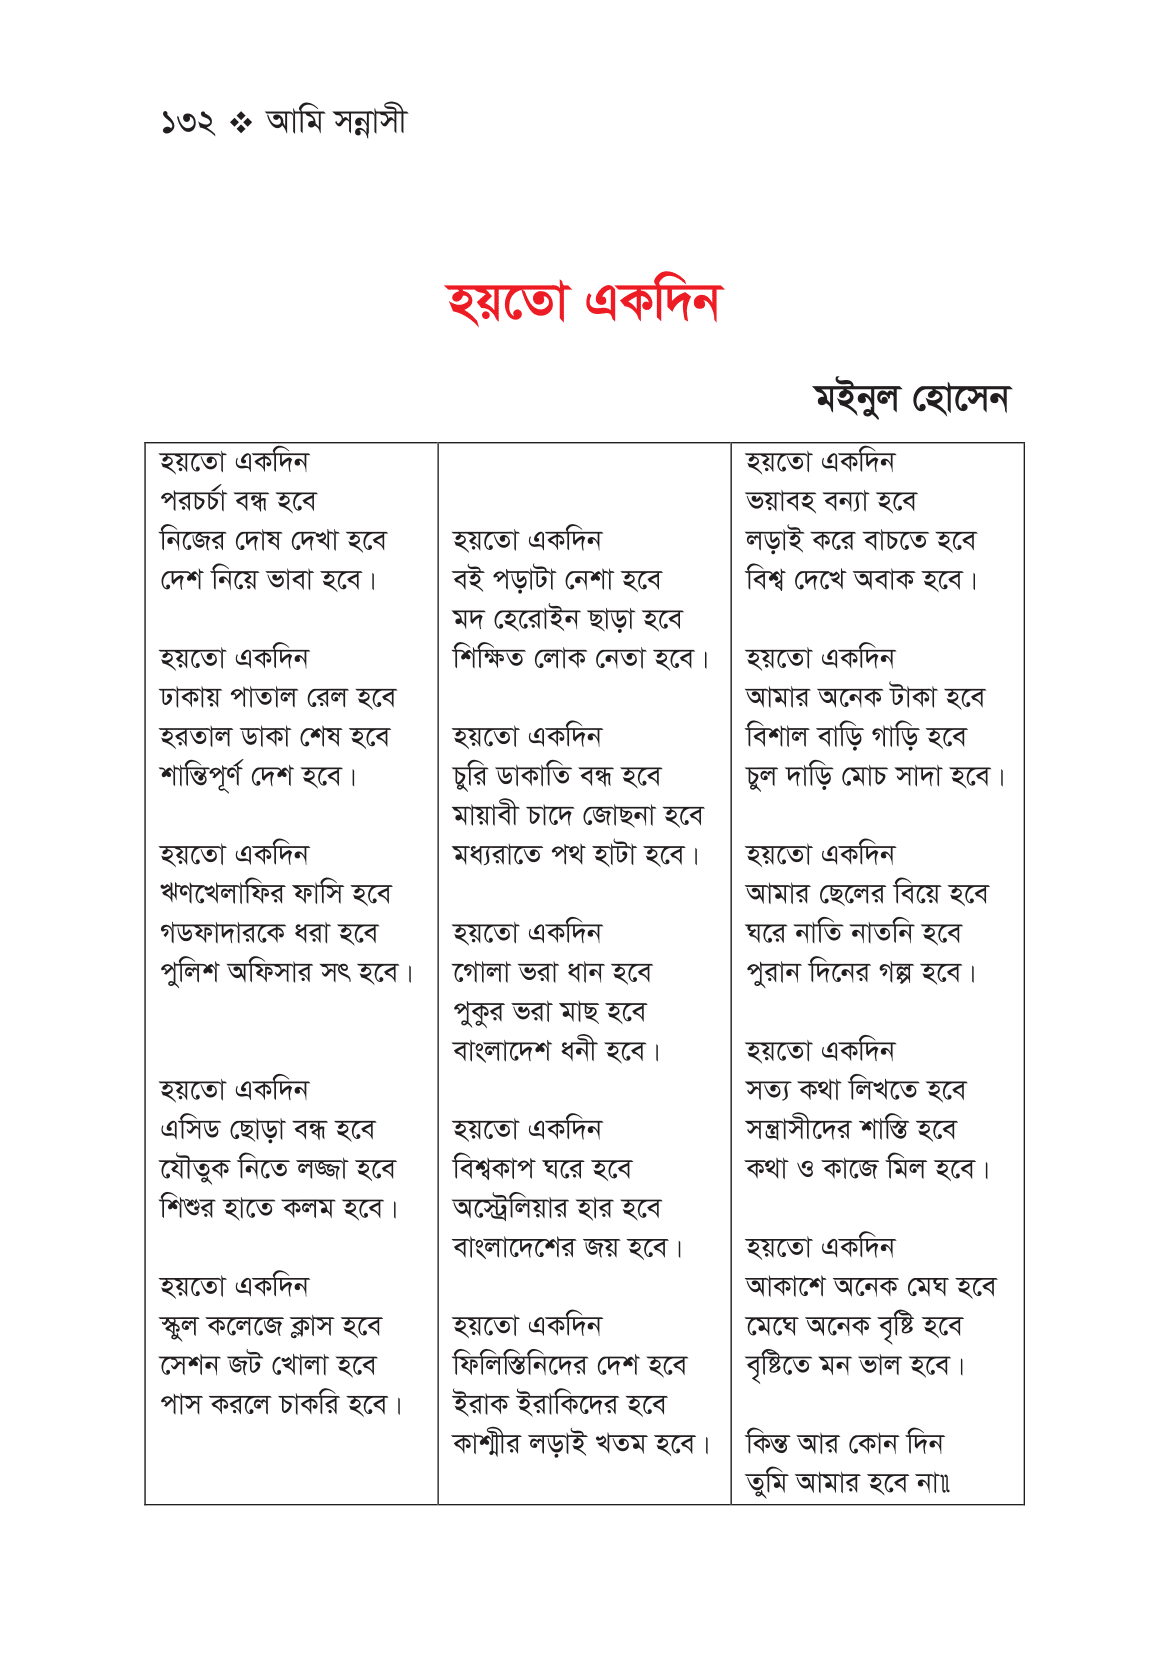 ১৩২ ❖ আমি সন্নাসী
হয়তো একদিন
মইনুল হোসেন
হয়তো একদিন
পরচর্চা বন্ধ হবে
নিজের দোষ দেখা হবে
দেশ নিয়ে ভাবা হবে।
হয়তো একদিন
ঢাকায় পাতাল রেল হবে
হরতাল ডাকা শেষ হবে
শান্তিপূর্ণ দেশ হবে।
হয়তো একদিন
ঋণখেলাফির ফাসি হবে
গডফাদারকে ধরা হবে
পুলিশ অফিসার সৎ হবে।
হয়তো একদিন
এসিড ছোড়া বন্ধ হবে
যৌতুক নিতে লজ্জা হবে
শিশুর হাতে কলম হবে।
হয়তো একদিন
স্কুল কলেজে ক্লাস হবে
সেশন জট খোলা হবে
পাস করলে চাকরি হবে।
হয়তো একদিন
বই পড়াটা নেশা হবে
মদ হেরোইন ছাড়া হবে
শিক্ষিত লোক নেতা হবে।
হয়তো একদিন
চুরি ডাকাতি বন্ধ হবে
মায়াবী চাদে জোছনা হবে
মধ্যরাতে পথ হাটা হবে।
হয়তো একদিন
গোলা ভরা ধান হবে
পুকুর ভরা মাছ হবে
বাংলাদেশ ধনী হবে।
হয়তো একদিন
বিশ্বকাপ ঘরে হবে
অস্ট্রেলিয়ার হার হবে
বাংলাদেশের জয় হবে।
হয়তো একদিন
ফিলিস্তিনিদের দেশ হবে
ইরাক ইরাকিদের হবে
কাশ্মীর লড়াই খতম হবে।
হয়তো একদিন
ভয়াবহ বন্যা হবে
লড়াই করে বাচতে হবে
বিশ্ব দেখে অবাক হবে।
হয়তো একদিন
আমার অনেক টাকা হবে
বিশাল বাড়ি গাড়ি হবে
চুল দাড়ি মোচ সাদা হবে।
হয়তো একদিন
আমার ছেলের বিয়ে হবে
ঘরে নাতি নাতনি হবে
পুরান দিনের গল্প হবে।
হয়তো একদিন
সত্য কথা লিখতে হবে
সন্ত্রাসীদের শাস্তি হবে
কথা ও কাজে মিল হবে।
হয়তো একদিন
আকাশে অনেক মেঘ হবে
মেঘে অনেক বৃষ্টি হবে
বৃষ্টিতে মন ভাল হবে।
কিন্ত আর কোন দিন
তুমি আমার হবে না॥